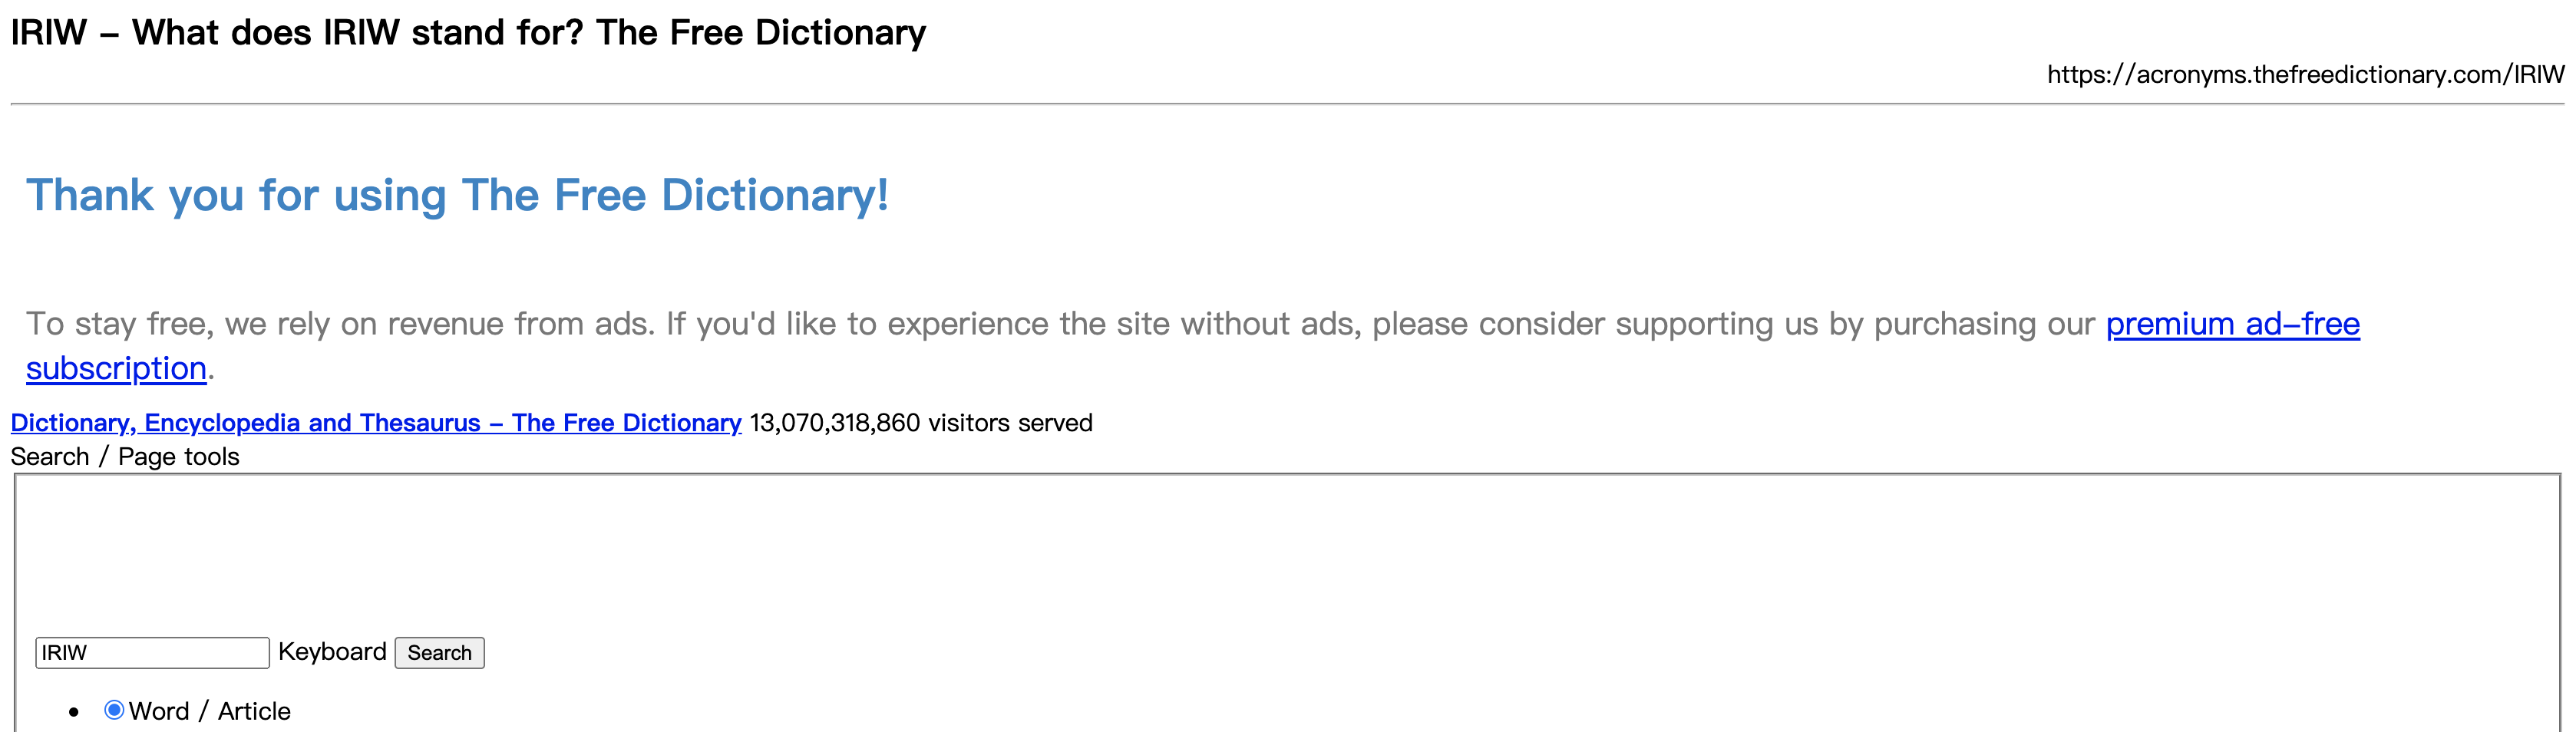 IRIW – What does IRIW stand for? The Free Dictionary
https://acronyms.thefreedictionary.com/IRIW
Thank you for using The Free Dictionary!
To stay free, we rely on revenue from ads. If you'd like to experience the site without ads, please consider supporting us by purchasing our premium ad–free
subscription.
Dictionary, Encyclopedia and Thesaurus – The Free Dictionary 13,070,318,860 visitors served
Search / Page tools
IRIW Keyboard Search
• Word / Article